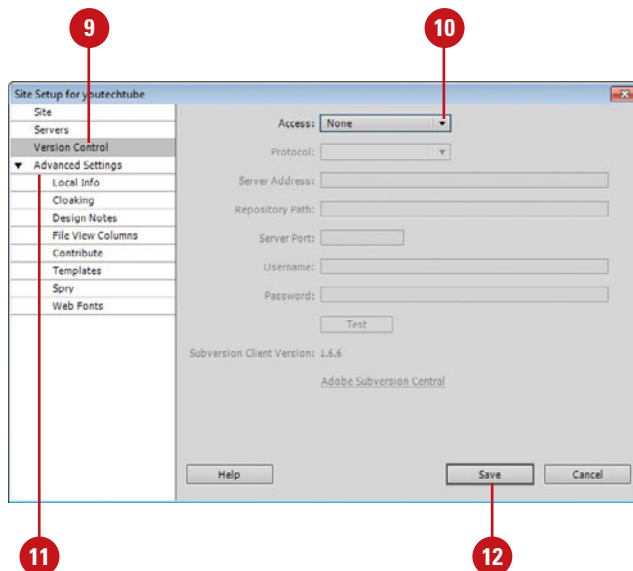 9
10
Site Setup for youtechtube
Site
Servers
Version Control
Advanced Settings
Local Info
Cloaking
Design Notes
File View Columns
Contribute
Templates
Spry
Web Fonts
Access: None
Protocol:
Server Address:
Repository Path:
Server Port:
Username:
Password:
Test
Subversion Client Version: 1.6.6
Adobe Subversion Central
Help
Save
Cancel
11
12